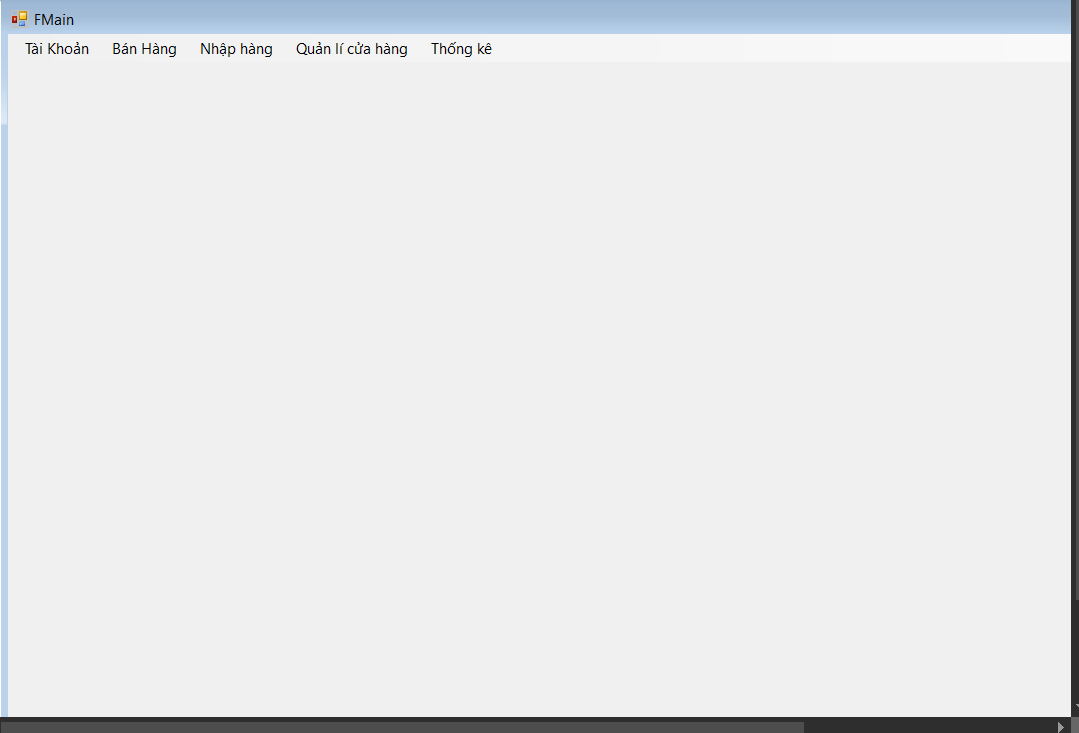 FMain
Tài Khoản Bán Hàng Nhập hàng Quản lí cửa hàng Thống kê